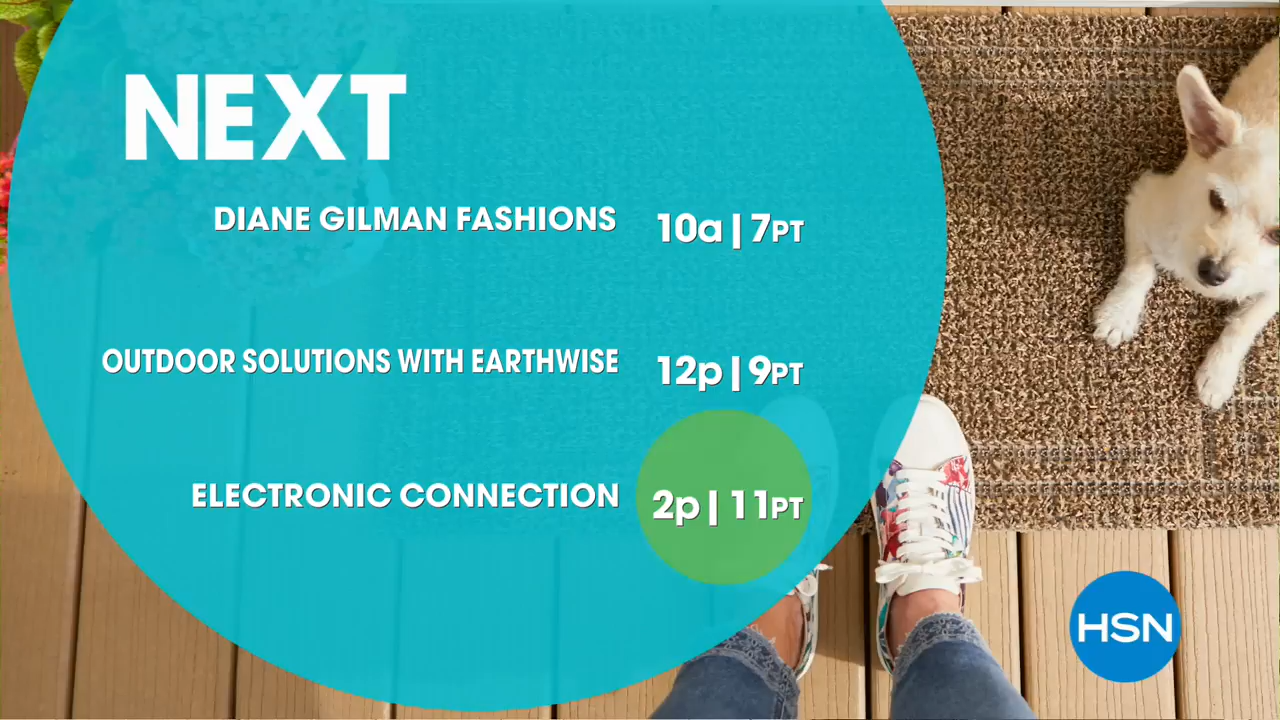 NEXT
DIANE GILMAN FASHIONS 10a | 7PT
OUTDOOR SOLUTIONS WITH EARTHWISE 12p | 9PT
ELECTRONIC CONNECTION 2p | 11PT
HSN